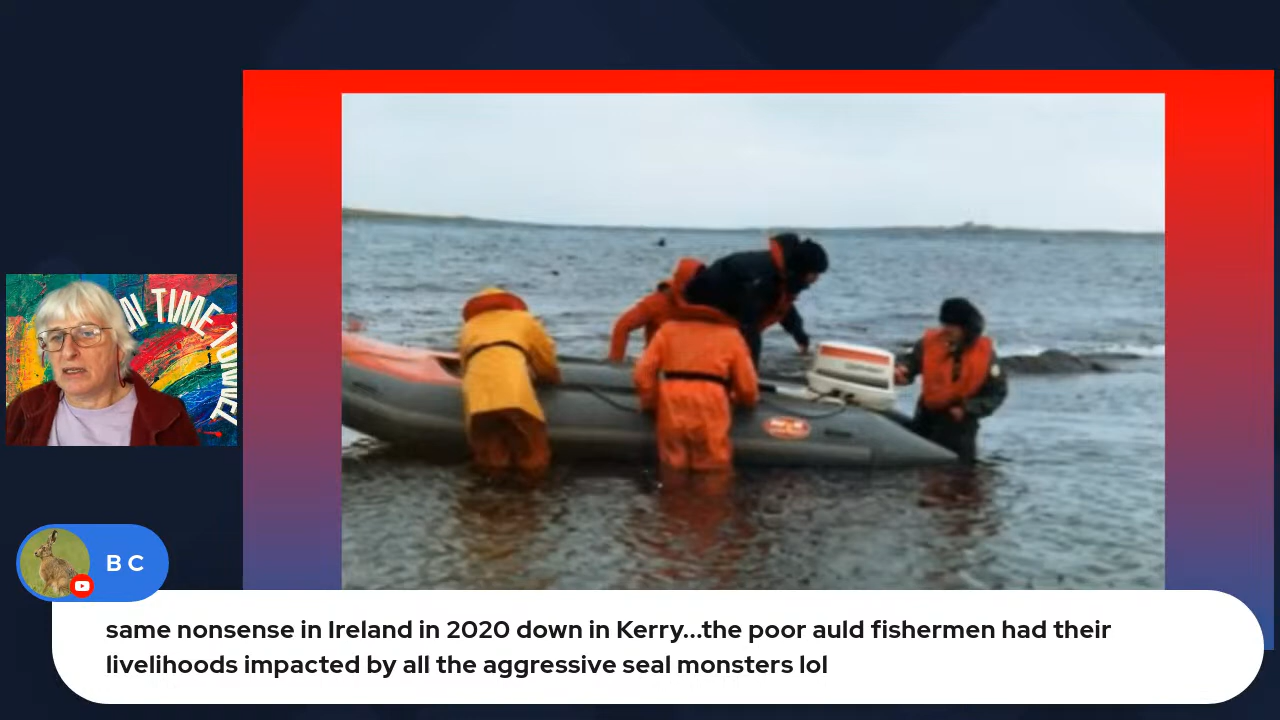 N TIME TUNNEL
B C
same nonsense in Ireland in 2020 down in Kerry...the poor auld fishermen had their
livelihoods impacted by all the aggressive seal monsters lol